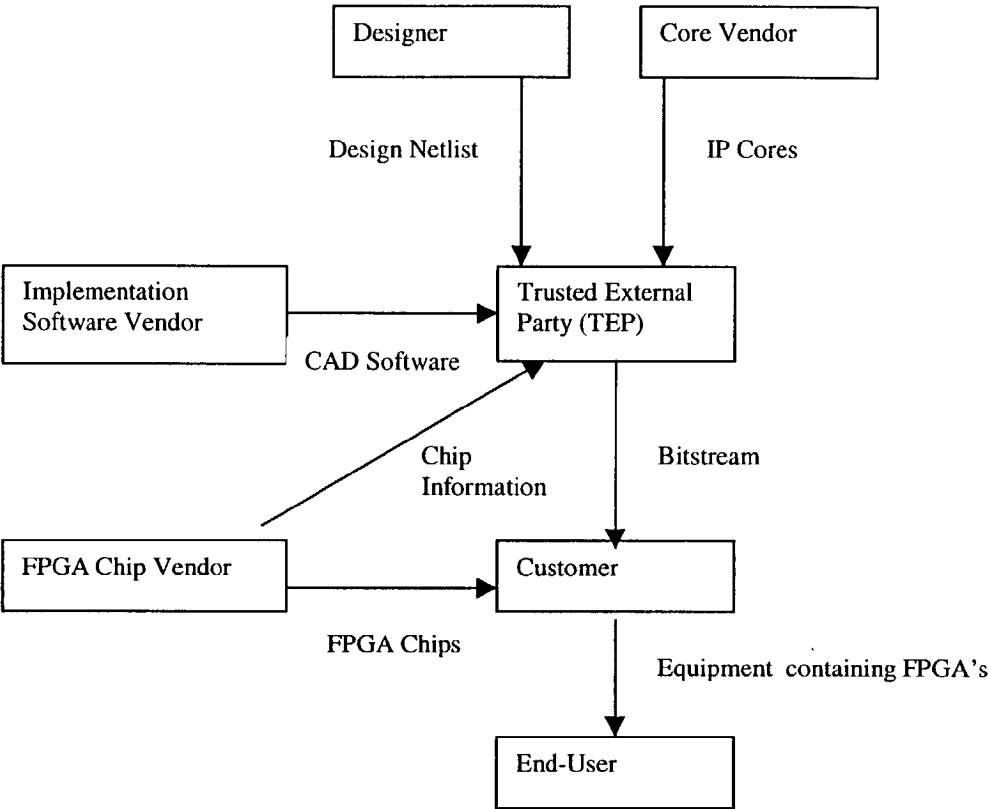 Designer
Core Vendor
Design Netlist
IP Cores
Implementation
Software Vendor
Trusted External
Party (TEP)
CAD Software
Chip
Information
Bitstream
FPGA Chip Vendor
Customer
FPGA Chips
Equipment containing FPGA's
End-User